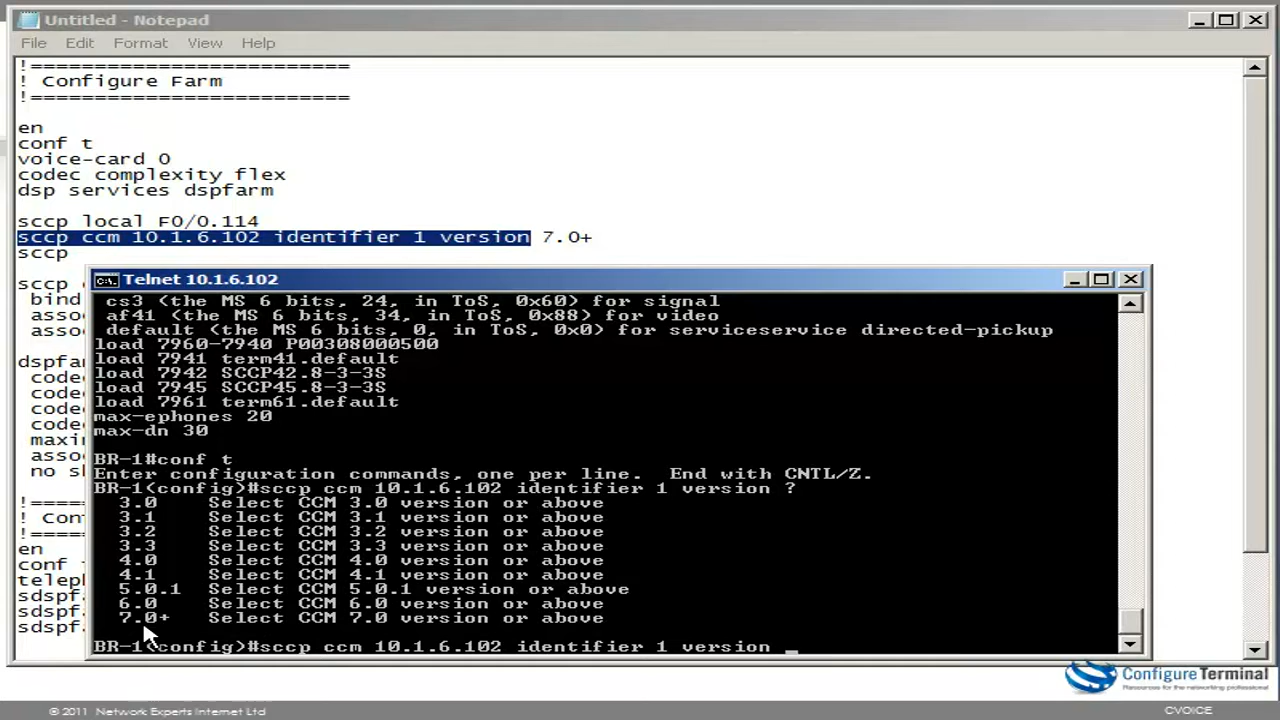 Untitled - Notepad
File Edit Format View Help
!=========================
! Configure Farm
!=========================
en
conf t
voice-card 0
codec complexity flex
dsp services dspfarm
sccp local F0/0.114
sccp ccm 10.1.6.102 identifier 1 version 7.0+
sccp
sccp
bind
asso
asso
dspfa
code
code
code
code
maxi
asso
no s
!====
! Con
!====
en
conf t
telep
sdspf
sdspf
sdspf
Telnet 10.1.6.102
cs3 (the MS 6 bits, 24, in ToS, 0x60) for signal
af41 (the MS 6 bits, 34, in ToS, 0x88) for video
default (the MS 6 bits, 0, in ToS, 0x0) for serviceservice directed-pickup
load 7960-7940 P00308000500
load 7941 term41.default
load 7942 SCCP42.8-3-3S
load 7945 SCCP45.8-3-3S
load 7961 term61.default
max-ephones 20
max-dn 30
BR-1#conf t
Enter configuration commands, one per line.  End with CNTL/Z.
BR-1(config)#sccp ccm 10.1.6.102 identifier 1 version ?
3.0 Select CCM 3.0 version or above
3.1 Select CCM 3.1 version or above
3.2 Select CCM 3.2 version or above
3.3 Select CCM 3.3 version or above
4.0 Select CCM 4.0 version or above
4.1 Select CCM 4.1 version or above
5.0.1 Select CCM 5.0.1 version or above
6.0 Select CCM 6.0 version or above
7.0+ Select CCM 7.0 version or above
BR-1(config)#sccp ccm 10.1.6.102 identifier 1 version _
Configure Terminal
Resources for the networking professional
© 2011 Network Experts Internet Ltd
CVOICE